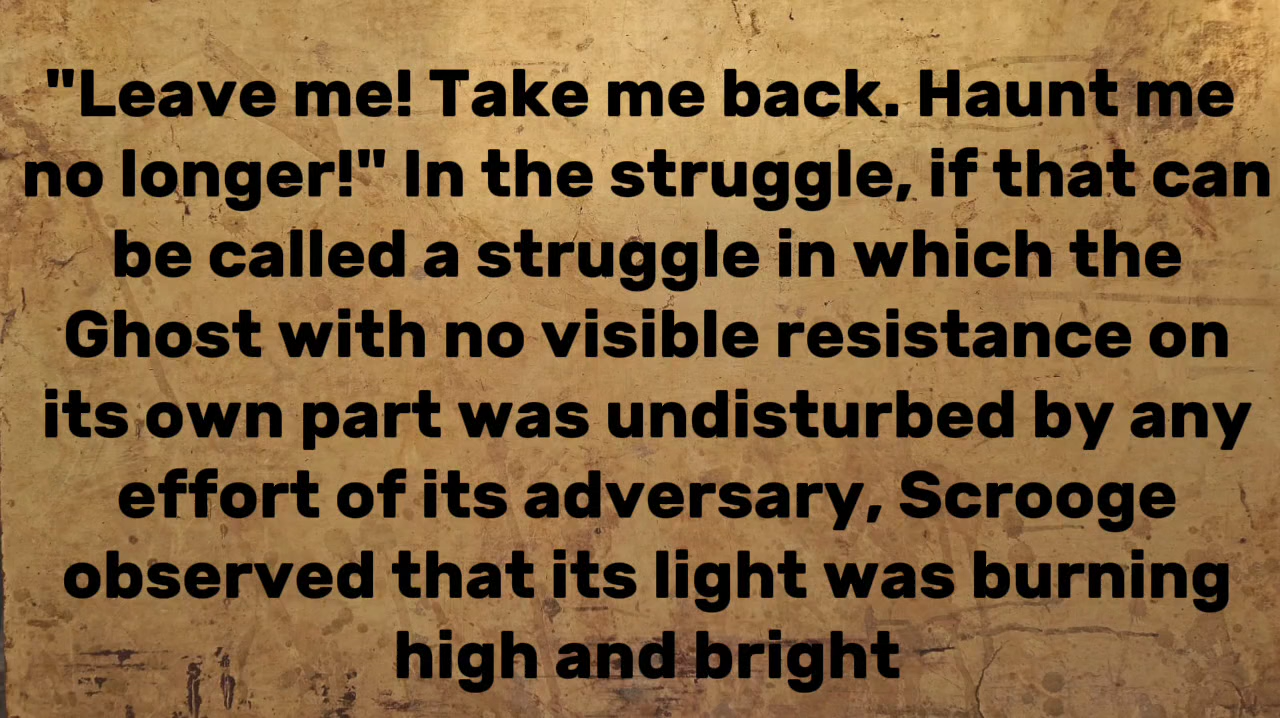 "Leave me! Take me back. Haunt me
no longer!" In the struggle, if that can
be called a struggle in which the
Ghost with no visible resistance on
its own part was undisturbed by any
effort of its adversary, Scrooge
observed that its light was burning
high and bright